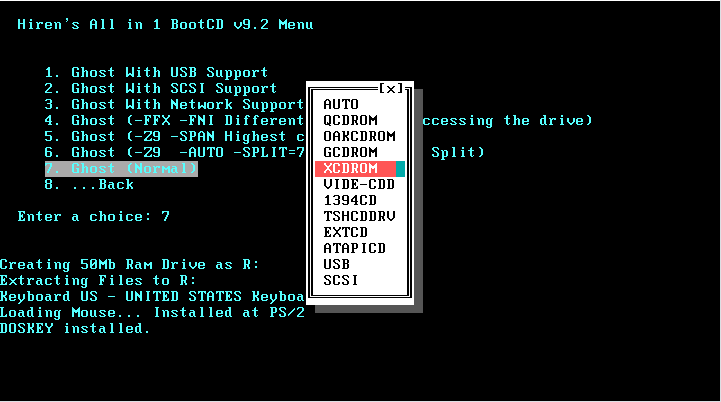 Hiren's All in 1 BootCD v9.2 Menu
1. Ghost With USB Support
2. Ghost With SCSI Support
3. Ghost With Network Support
4. Ghost (-FFX -FNI Different ccessing the drive)
5. Ghost (-Z9 -SPAN Highest c
6. Ghost (-Z9 -AUTO -SPLIT=7 Split)
7. Ghost (Normal)
8. ...Back
Enter a choice: 7
Creating 50Mb Ram Drive as R:
Extracting Files to R:
Keyboard US - UNITED STATES Keyboa
Loading Mouse... Installed at PS/2
DOSKEY installed.
[x]
AUTO
QCDROM
OAKCDROM
GCDROM
XCDROM
VIDE-CDD
1394CD
TSHCDDRV
EXTCD
ATAPICD
USB
SCSI